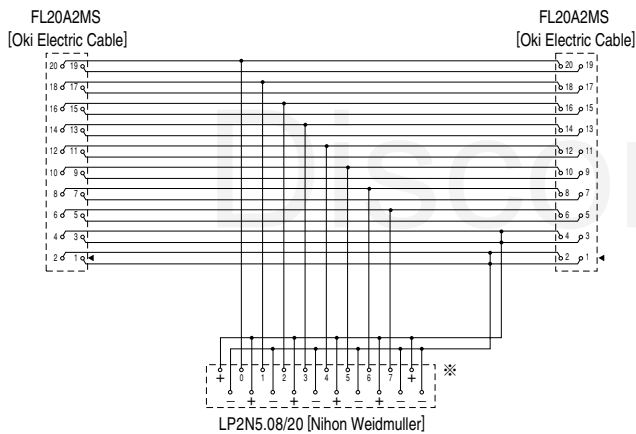 FL20A2MS
[Oki Electric Cable]
FL20A2MS
[Oki Electric Cable]
20 19
20 19
18 17
18 17
16 15
16 15
14 13
14 13
12 11
12 11
10 9
10 9
8 7
8 7
6 5
6 5
4 3
4 3
2 1
2 1
Disco
+ 0 1 2 3 4 5 6 7 + ※
− + − + − + − + − −
LP2N5.08/20 [Nihon Weidmuller]